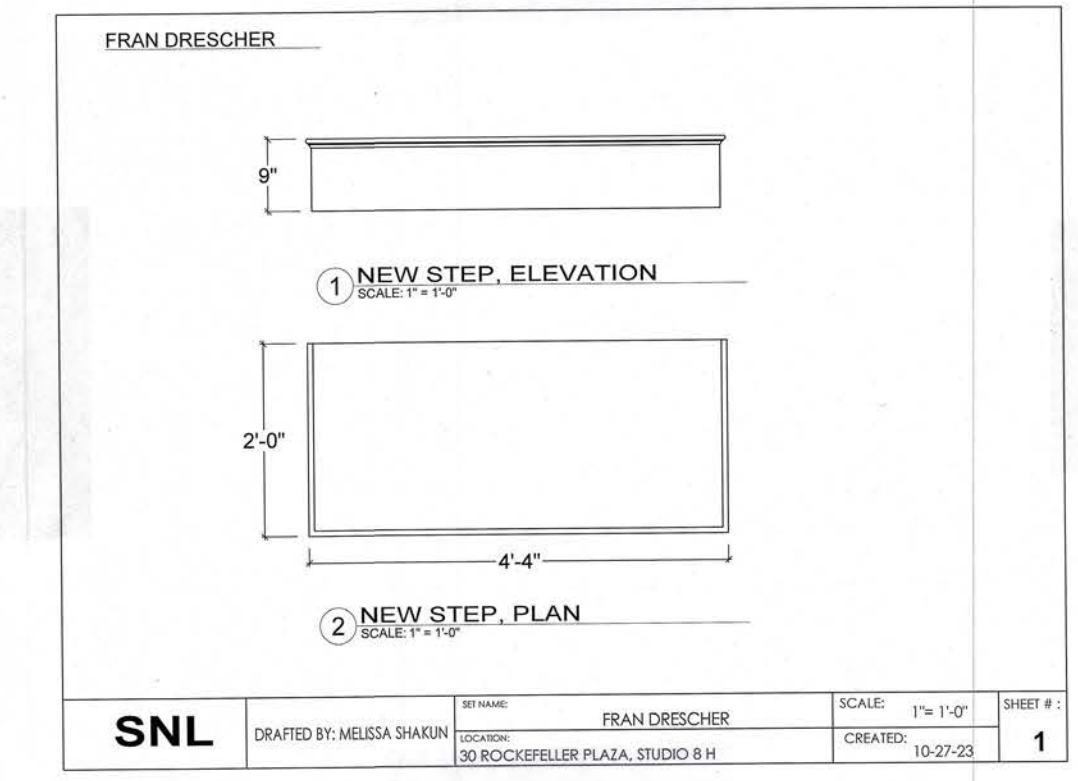 FRAN DRESCHER
9"
1 NEW STEP, ELEVATION
SCALE: 1" = 1'-0"
2'-0"
4'-4"
2 NEW STEP, PLAN
SCALE: 1" = 1'-0"
SNL
DRAFTED BY: MELISSA SHAKUN
SET NAME:
FRAN DRESCHER
LOCATION:
30 ROCKEFELLER PLAZA, STUDIO 8 H
SCALE: 1"= 1'-0"
CREATED: 10-27-23
SHEET # :
1